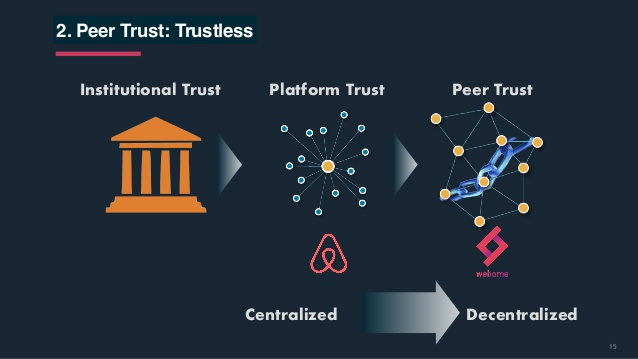 2. Peer Trust: Trustless
Institutional Trust
Platform Trust
Peer Trust
wehome
Centralized
Decentralized
15